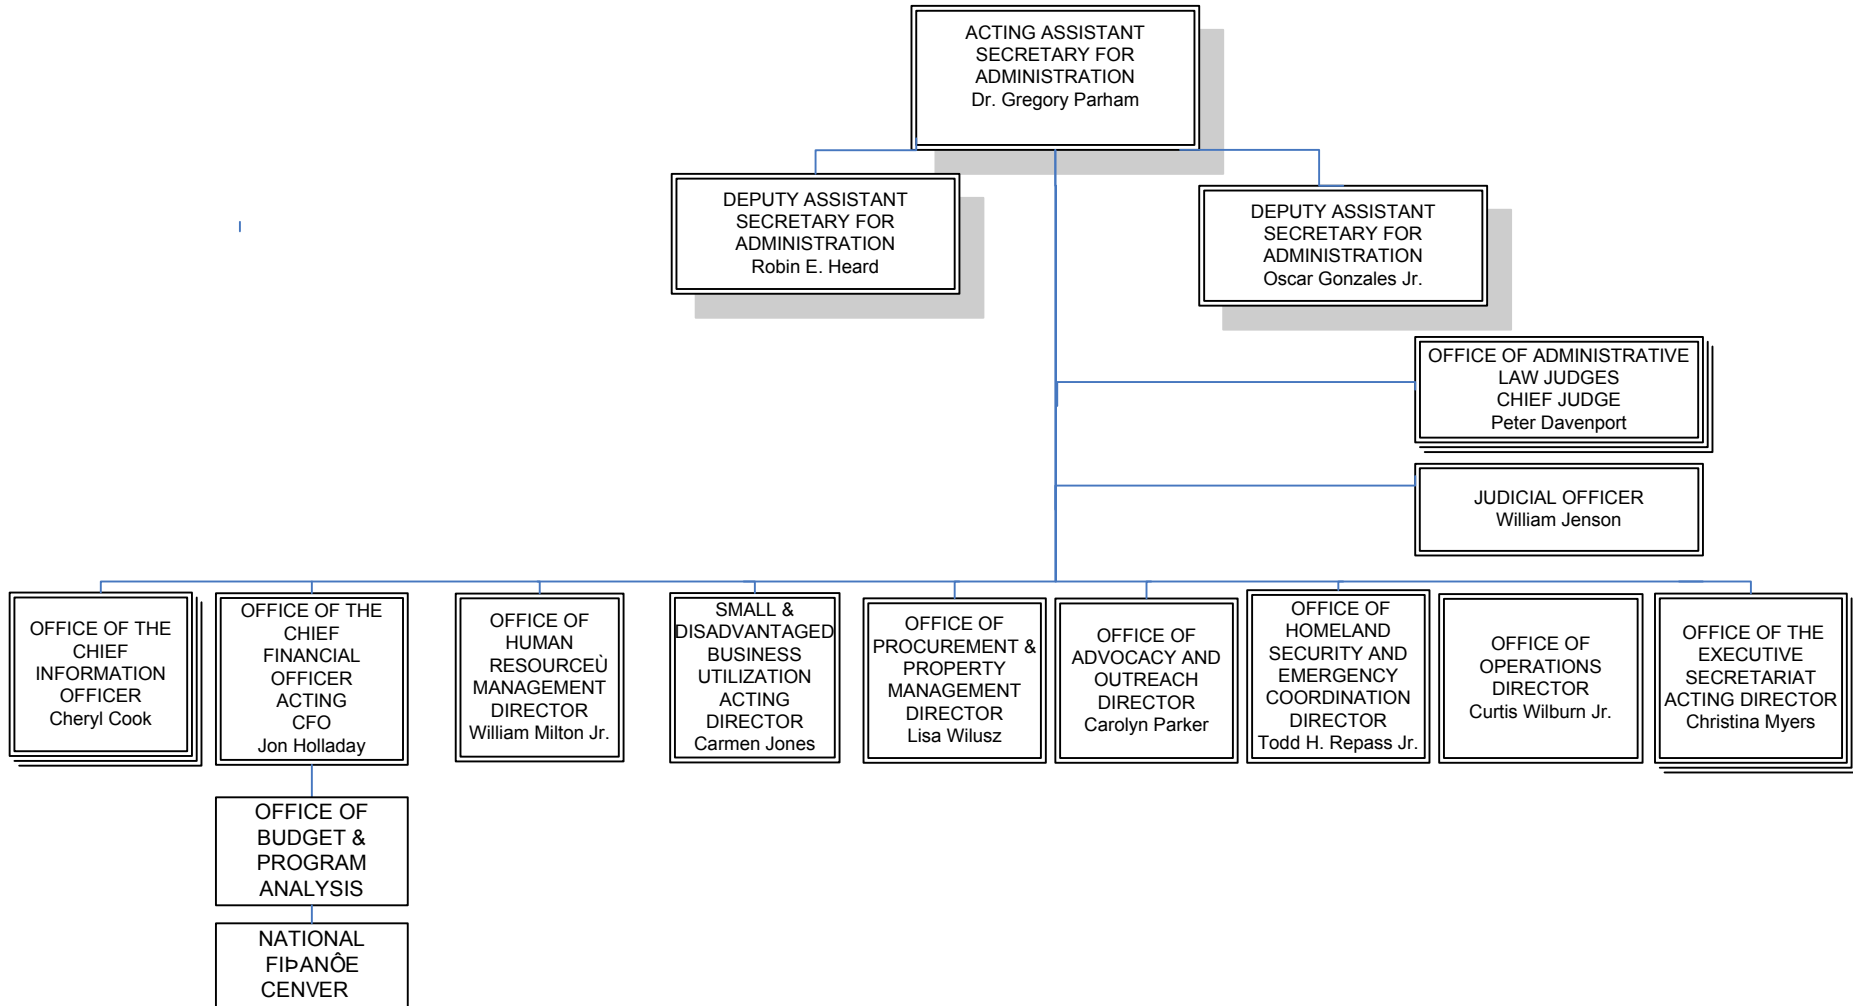 ACTING ASSISTANT
SECRETARY FOR
ADMINISTRATION
Dr. Gregory Parham
DEPUTY ASSISTANT
SECRETARY FOR
ADMINISTRATION
Robin E. Heard
DEPUTY ASSISTANT
SECRETARY FOR
ADMINISTRATION
Oscar Gonzales Jr.
OFFICE OF ADMINISTRATIVE
LAW JUDGES
CHIEF JUDGE
Peter Davenport
JUDICIAL OFFICER
William Jenson
OFFICE OF THE
CHIEF
INFORMATION
OFFICER
Cheryl Cook
OFFICE OF THE
CHIEF
FINANCIAL
OFFICER
ACTING
CFO
Jon Holladay
OFFICE OF
HUMAN
RESOURCEÙ
MANAGEMENT
DIRECTOR
William Milton Jr.
SMALL &
DISADVANTAGED
BUSINESS
UTILIZATION
ACTING
DIRECTOR
Carmen Jones
OFFICE OF
PROCUREMENT &
PROPERTY
MANAGEMENT
DIRECTOR
Lisa Wilusz
OFFICE OF
ADVOCACY AND
OUTREACH
DIRECTOR
Carolyn Parker
OFFICE OF
HOMELAND
SECURITY AND
EMERGENCY
COORDINATION
DIRECTOR
Todd H. Repass Jr.
OFFICE OF
OPERATIONS
DIRECTOR
Curtis Wilburn Jr.
OFFICE OF THE
EXECUTIVE
SECRETARIAT
ACTING DIRECTOR
Christina Myers
OFFICE OF
BUDGET &
PROGRAM
ANALYSIS
NATIONAL
FIÞANÔE
CENVER